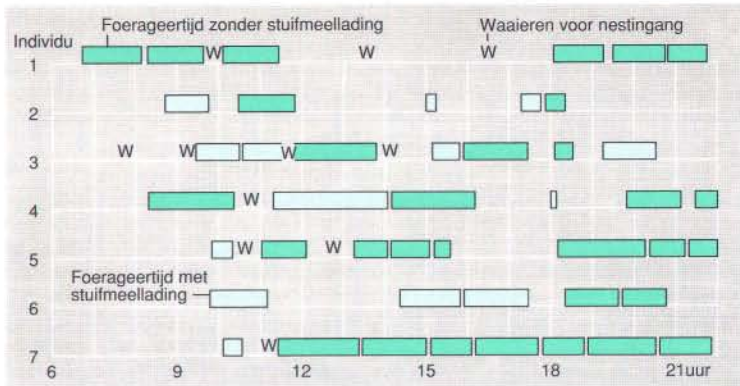 Foerageertijd zonder stuifmeellading
Waaieren voor nestingang
Individu
W W W
1
2
W W W W
3
W
4
W W
5
Foerageertijd met
stuifmeellading
6
W
7
6 9 12 15 18 21uur